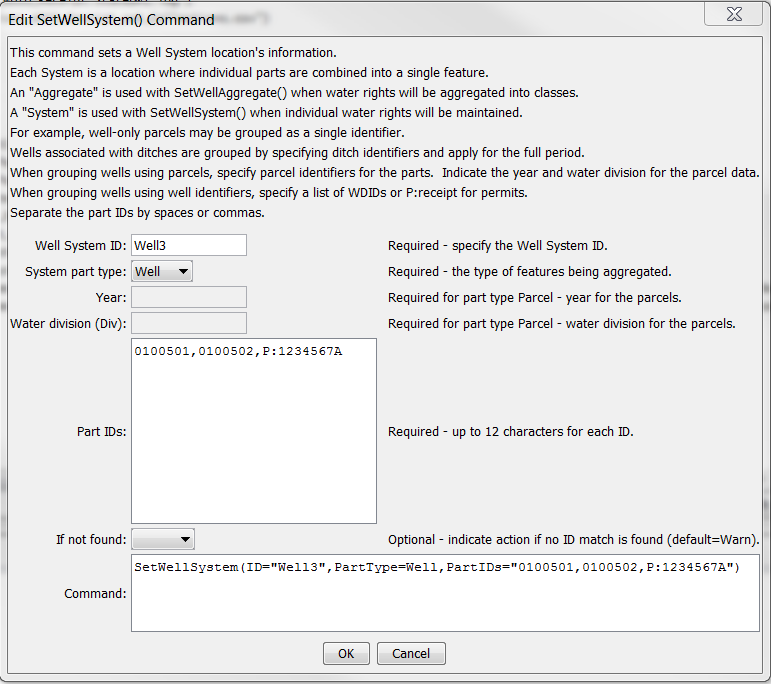 Edit SetWellSystem() Command
This command sets a Well System location's information.
Each System is a location where individual parts are combined into a single feature.
An "Aggregate" is used with SetWellAggregate() when water rights will be aggregated into classes.
A "System" is used with SetWellSystem() when individual water rights will be maintained.
For example, well-only parcels may be grouped as a single identifier.
Wells associated with ditches are grouped by specifying ditch identifiers and apply for the full period.
When grouping wells using parcels, specify parcel identifiers for the parts.  Indicate the year and water division for the parcel data.
When grouping wells using well identifiers, specify a list of WDIDs or P:receipt for permits.
Separate the part IDs by spaces or commas.
Well System ID: Well3 Required - specify the Well System ID.
System part type: Well Required - the type of features being aggregated.
Year: Required for part type Parcel - year for the parcels.
Water division (Div): Required for part type Parcel - water division for the parcels.
0100501,0100502,P:1234567A
Part IDs: Required - up to 12 characters for each ID.
If not found: Optional - indicate action if no ID match is found (default=Warn).
SetWellSystem(ID="Well3",PartType=Well,PartIDs="0100501,0100502,P:1234567A")
Command:
OK Cancel